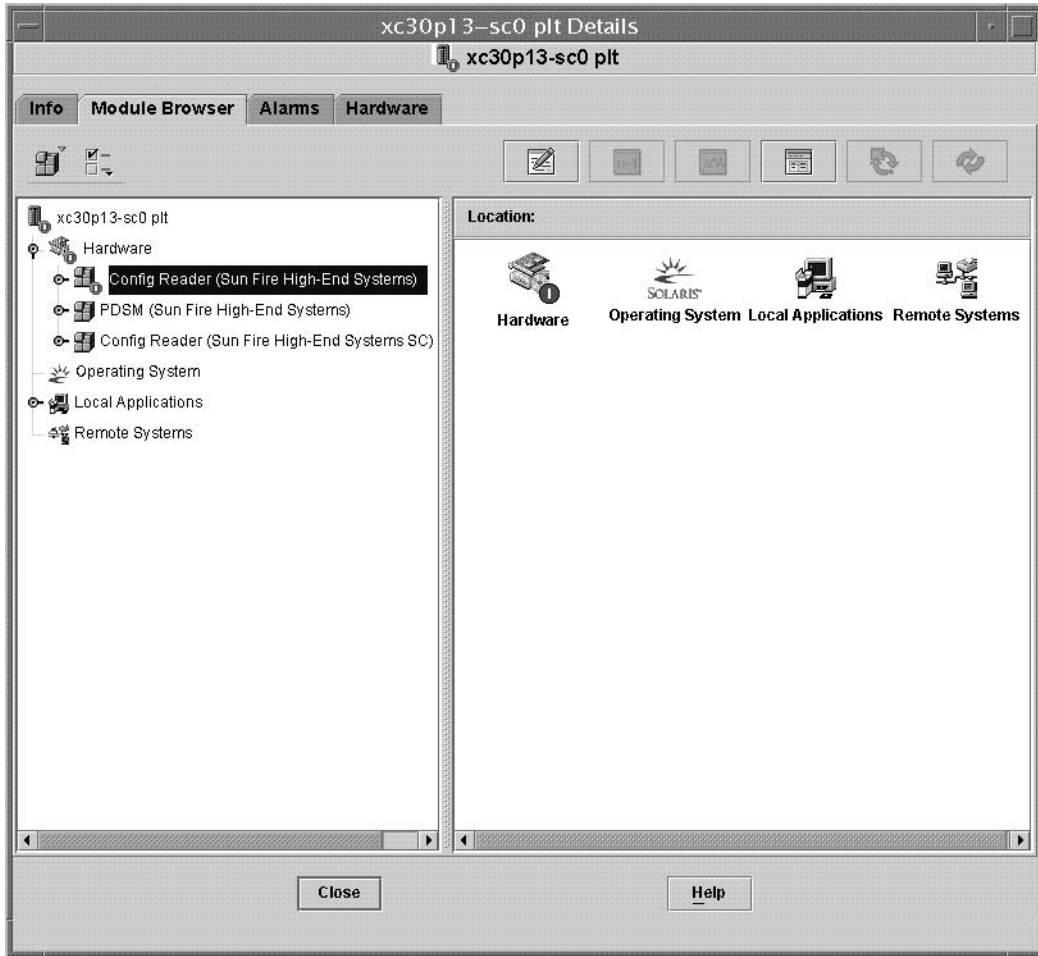 xc30p13–sc0 plt Details
xc30p13-sc0 plt
Info Module Browser Alarms Hardware
xc30p13-sc0 plt
Hardware
Config Reader (Sun Fire High-End Systems)
PDSM (Sun Fire High-End Systems)
Config Reader (Sun Fire High-End Systems SC)
Operating System
Local Applications
Remote Systems
Location:
SOLARIS
Hardware Operating System Local Applications Remote Systems
Close Help